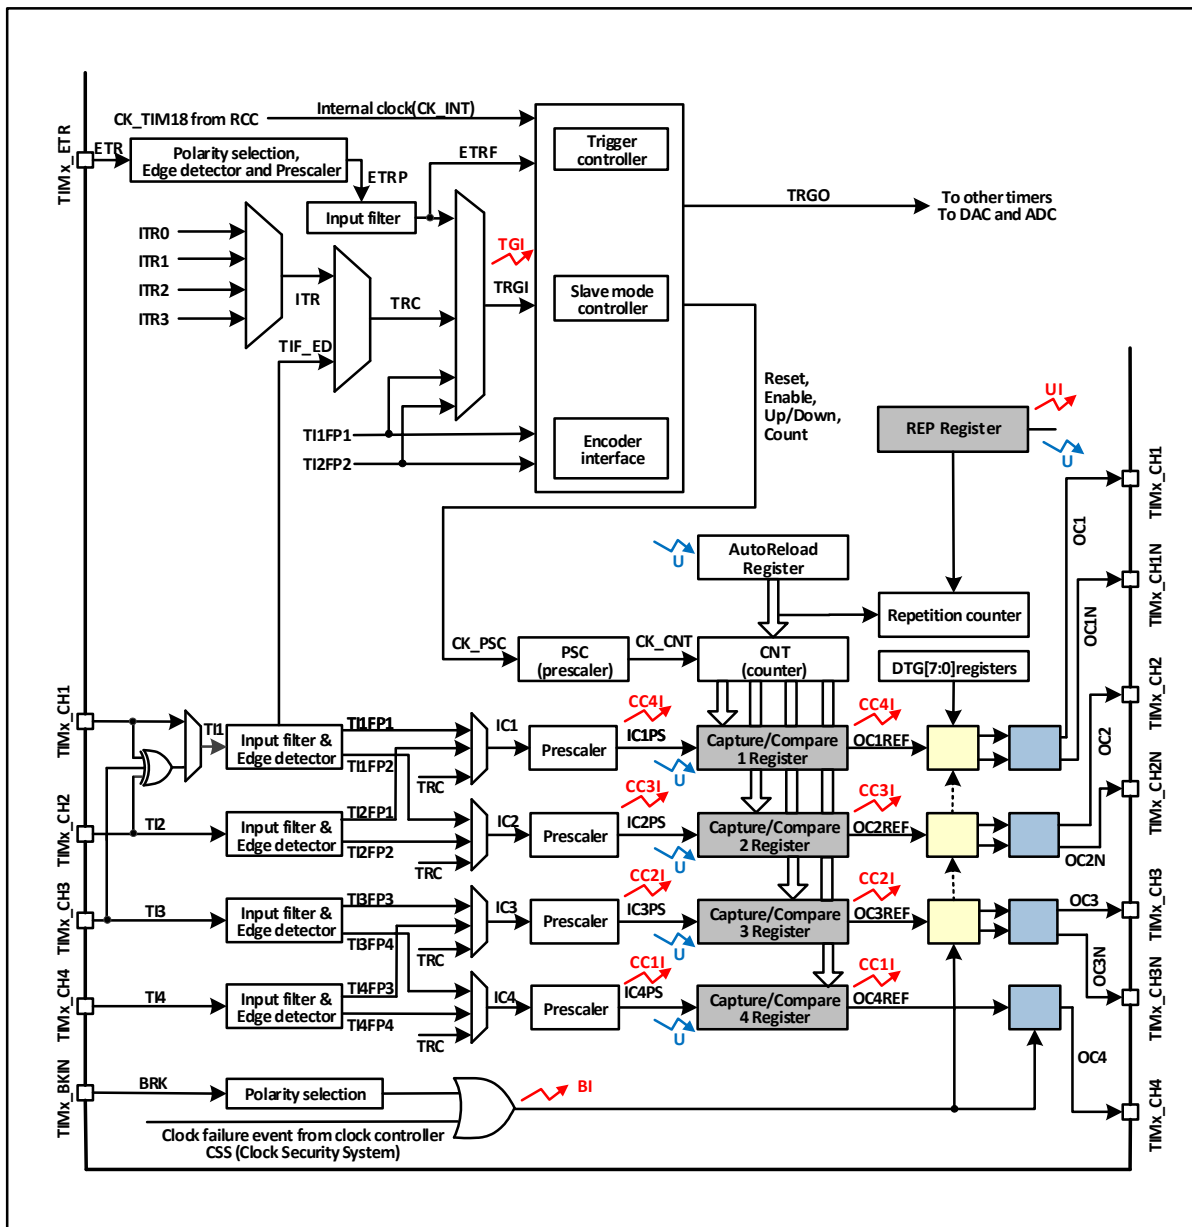 Internal clock(CK_INT)
CK_TIM18 from RCC
TIMx_ETR
ETR
Polarity selection,
Edge detector and Prescaler
ETRP
ETRF
Input filter
Trigger
controller
TRGO
To other timers
To DAC and ADC
ITR0
ITR1
ITR2
ITR3
ITR
TIF_ED
TRC
TGI
TRGI
Slave mode
controller
Reset,
Enable,
Up/Down,
Count
TI1FP1
TI2FP2
Encoder
interface
UI
REP Register
U
U
AutoReload
Register
Repetition counter
CK_PSC
PSC
(prescaler)
CK_CNT
CNT
(counter)
DTG[7:0]registers
OC1
TIMx_CH1
OC1N
TIMx_CH1N
OC2
TIMx_CH2
TIMx_CH2N
OC2N
TIMx_CH1
TI1
Input filter &
Edge detector
TI1FP1
TI1FP2
TRC
IC1
Prescaler
CC4I
IC1PS
U
Capture/Compare
1 Register
CC4I
OC1REF
TIMx_CH2
TI2
Input filter &
Edge detector
TI2FP1
TI2FP2
TRC
IC2
Prescaler
CC3I
IC2PS
U
Capture/Compare
2 Register
CC3I
OC2REF
TIMx_CH3
TI3
Input filter &
Edge detector
TI3FP3
TI3FP4
TRC
IC3
Prescaler
CC2I
IC3PS
U
Capture/Compare
3 Register
CC2I
OC3REF
OC3
TIMx_CH3
OC3N
TIMx_CH3N
TIMx_CH4
TI4
Input filter &
Edge detector
TI4FP3
TI4FP4
TRC
IC4
Prescaler
CC1I
IC4PS
U
Capture/Compare
4 Register
CC1I
OC4REF
OC4
TIMx_CH4
TIMx_BKIN
BRK
Polarity selection
BI
Clock failure event from clock controller
CSS (Clock Security System)